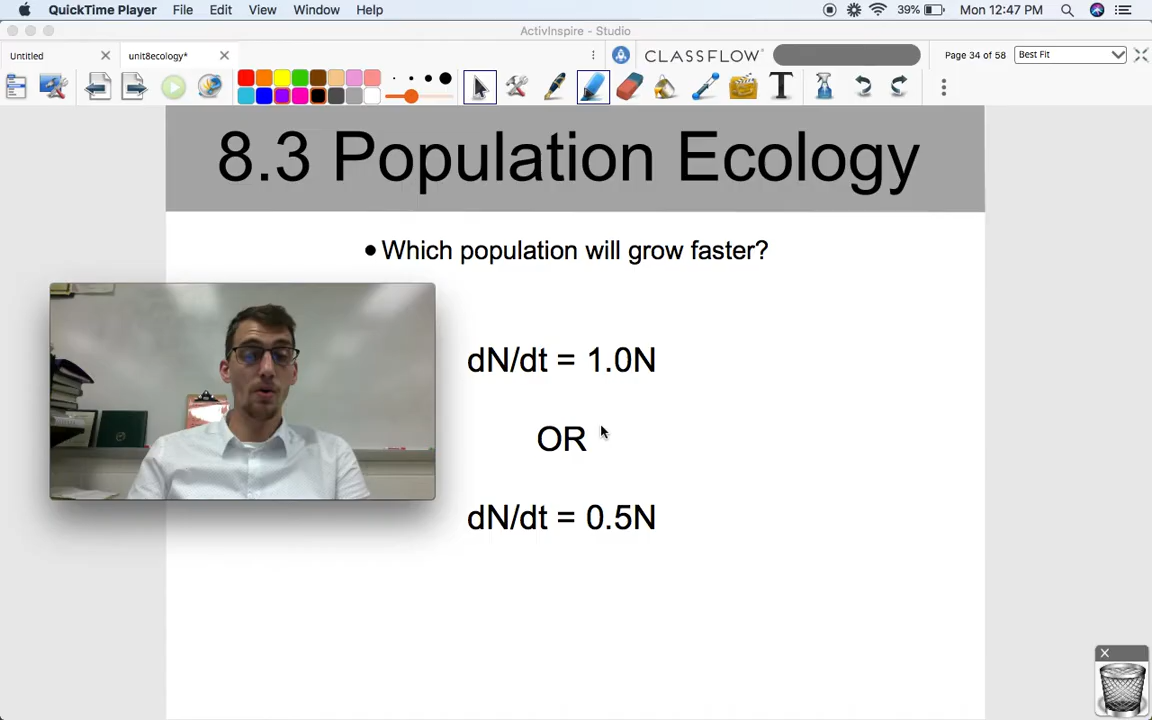 QuickTime Player File Edit View Window Help 39% Mon 12:47 PM
ActivInspire - Studio
Untitled unit8ecology* CLASSFLOW Page 34 of 58 Best Fit
T
8.3 Population Ecology
• Which population will grow faster?
dN/dt = 1.0N
OR
dN/dt = 0.5N